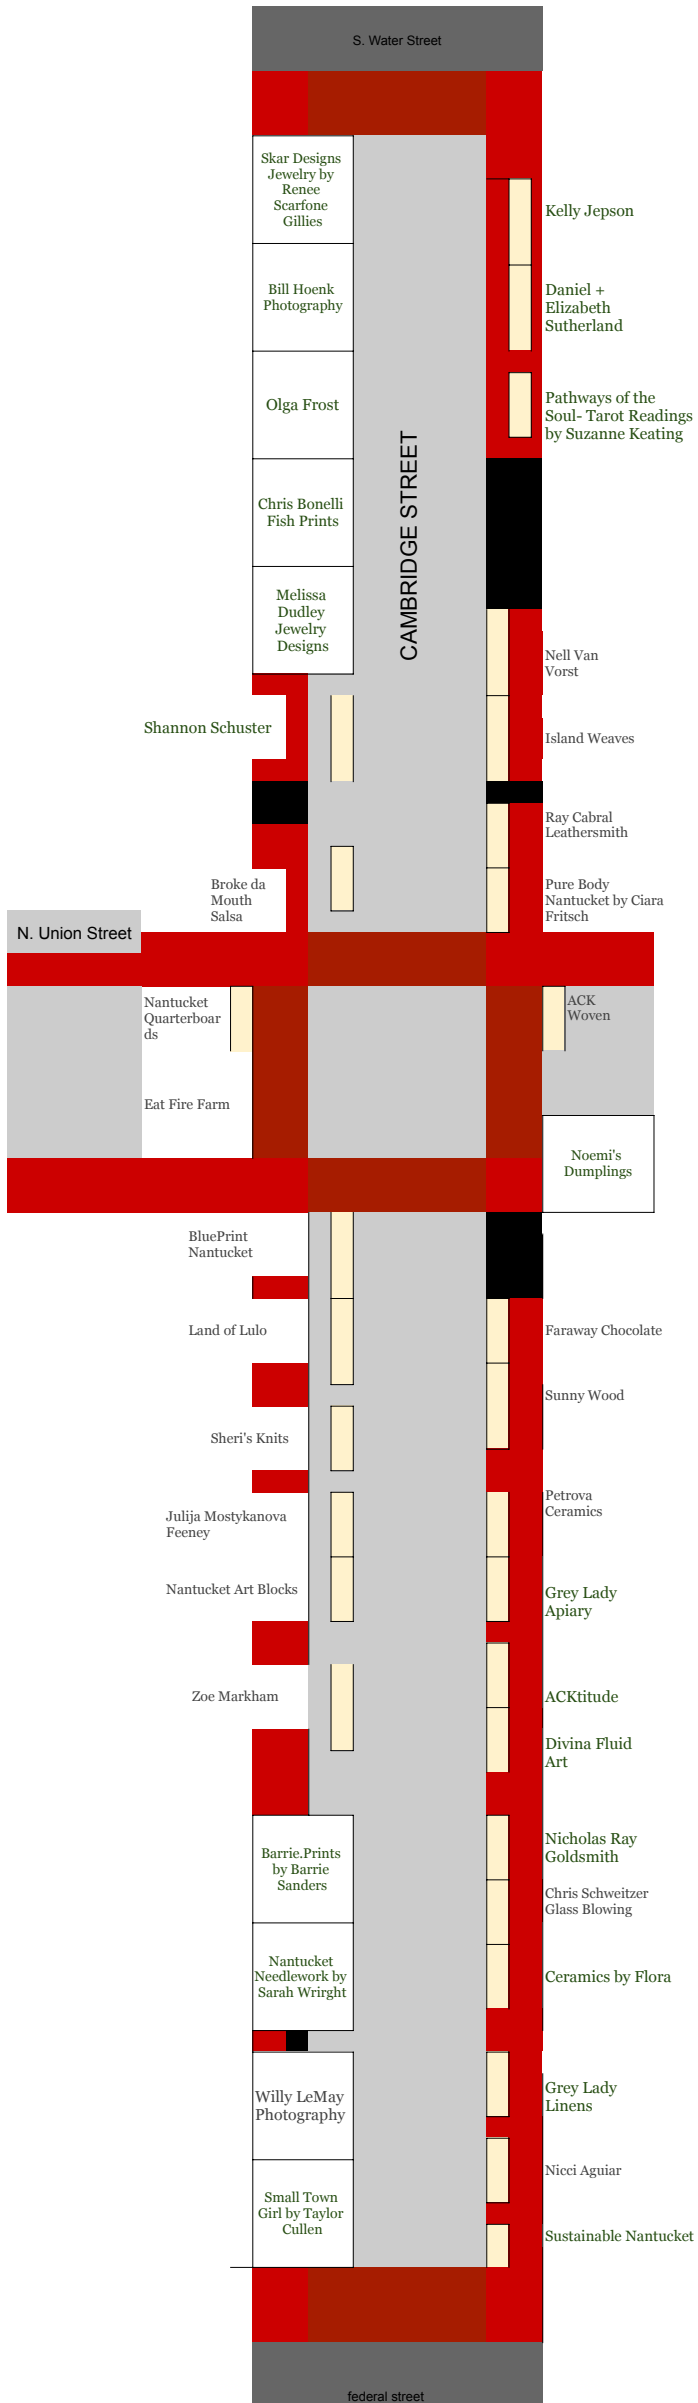 S. Water Street
Skar Designs
Jewelry by
Renee
Scarfone
Gillies
Kelly Jepson
Bill Hoenk
Photography
Daniel +
Elizabeth
Sutherland
Olga Frost
Pathways of the
Soul- Tarot Readings
by Suzanne Keating
CAMBRIDGE STREET
Chris Bonelli
Fish Prints
Melissa
Dudley
Jewelry
Designs
Nell Van
Vorst
Shannon Schuster
Island Weaves
Ray Cabral
Leathersmith
Broke da
Mouth
Salsa
Pure Body
Nantucket by Ciara
Fritsch
N. Union Street
Nantucket
Quarterboar
ds
ACK
Woven
Eat Fire Farm
Noemi's
Dumplings
BluePrint
Nantucket
Land of Lulo
Faraway Chocolate
Sunny Wood
Sheri's Knits
Petrova
Ceramics
Julija Mostykanova
Feeney
Nantucket Art Blocks
Grey Lady
Apiary
Zoe Markham
ACKtitude
Divina Fluid
Art
Barrie.Prints
by Barrie
Sanders
Nicholas Ray
Goldsmith
Chris Schweitzer
Glass Blowing
Nantucket
Needlework by
Sarah Wrirght
Ceramics by Flora
Willy LeMay
Photography
Grey Lady
Linens
Nicci Aguiar
Small Town
Girl by Taylor
Cullen
Sustainable Nantucket
federal street